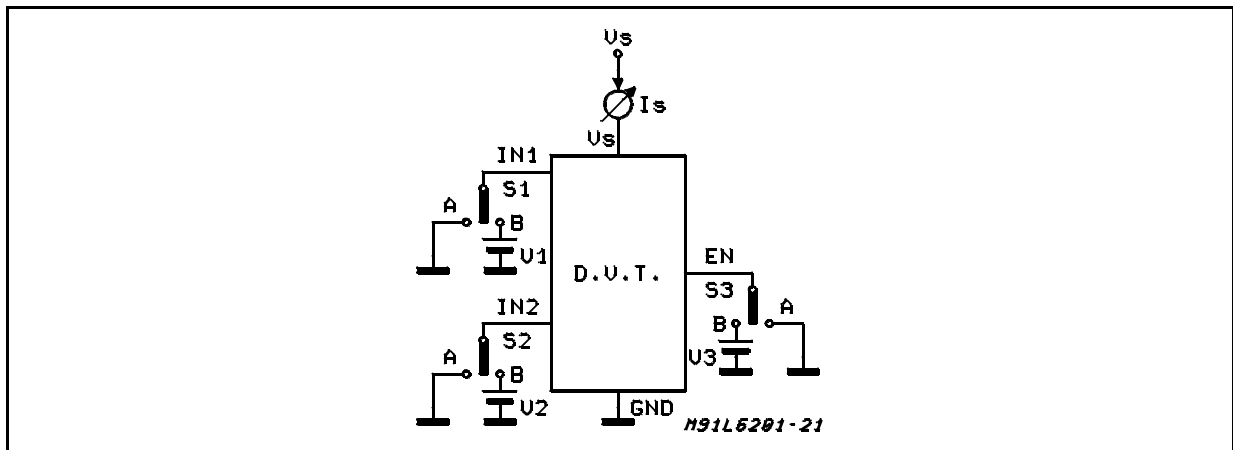 Vs
Is
Vs
IN1
S1
A
B
V1
D.V.T.
EN
S3
A
B
V3
IN2
S2
A
B
V2
GND
M91L6201-21